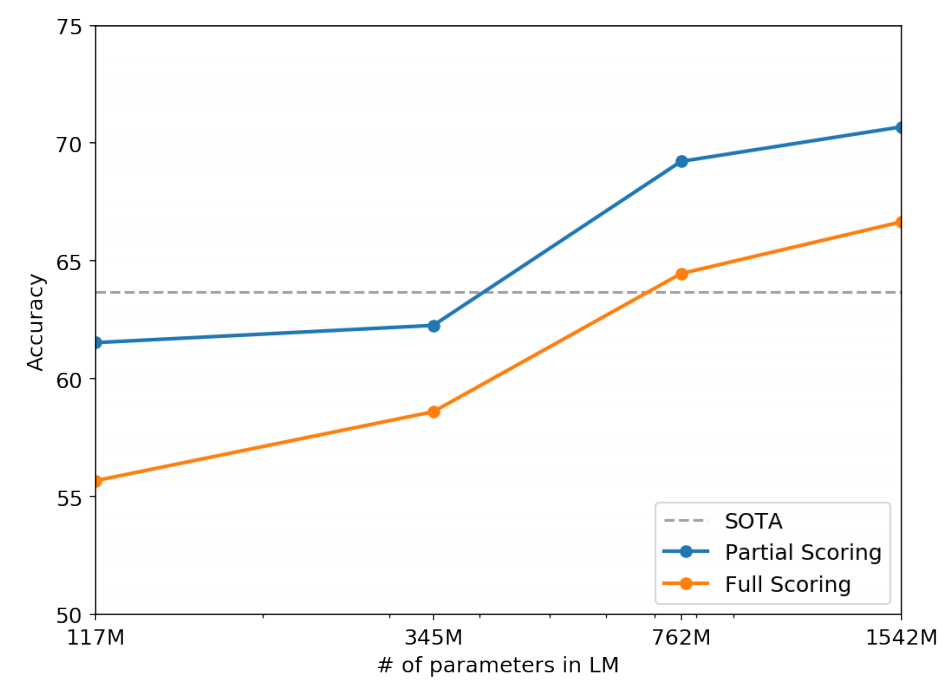 75
70
65
60
55
50
Accuracy
SOTA
Partial Scoring
Full Scoring
117M 345M 762M 1542M
# of parameters in LM